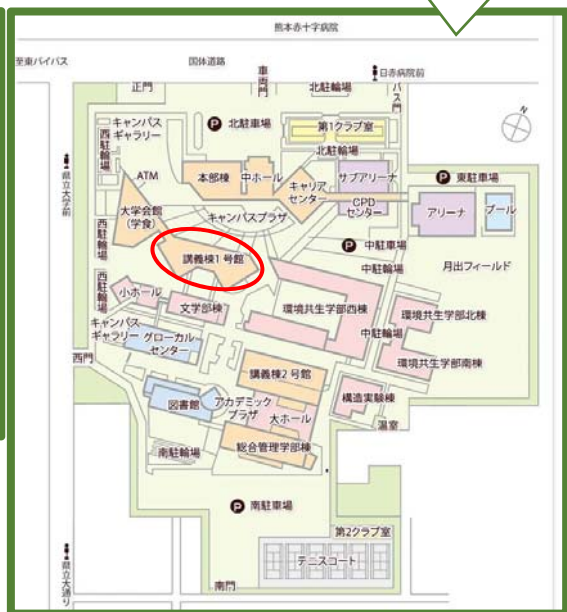 熊本赤十字病院
至東バイパス
国体道路
車両門
日赤病院前
正門
北駐輪場
バス門
キャンパス
ギャラリー
西駐輪場
P 北駐車場
第1クラブ室
北駐輪場
ATM
本部棟
中ホール
キャリア
センター
サブアリーナ
CPD
センター
P 東駐車場
アリーナ
プール
県立大学前
大学会館
(学食)
キャンパスプラザ
西駐輪場
講義棟1号館
P 中駐車場
中駐輪場
月出フィールド
西駐輪場
小ホール
文学部棟
環境共生学部西棟
環境共生学部北棟
キャンパス
ギャラリー
グローカル
センター
中駐輪場
西門
環境共生学部南棟
講義棟2号館
図書館
アカデミック
プラザ
大ホール
構造実験棟
温室
総合管理学部棟
南駐輪場
P 南駐車場
第2クラブ室
テニスコート
県立大通り
南門
N